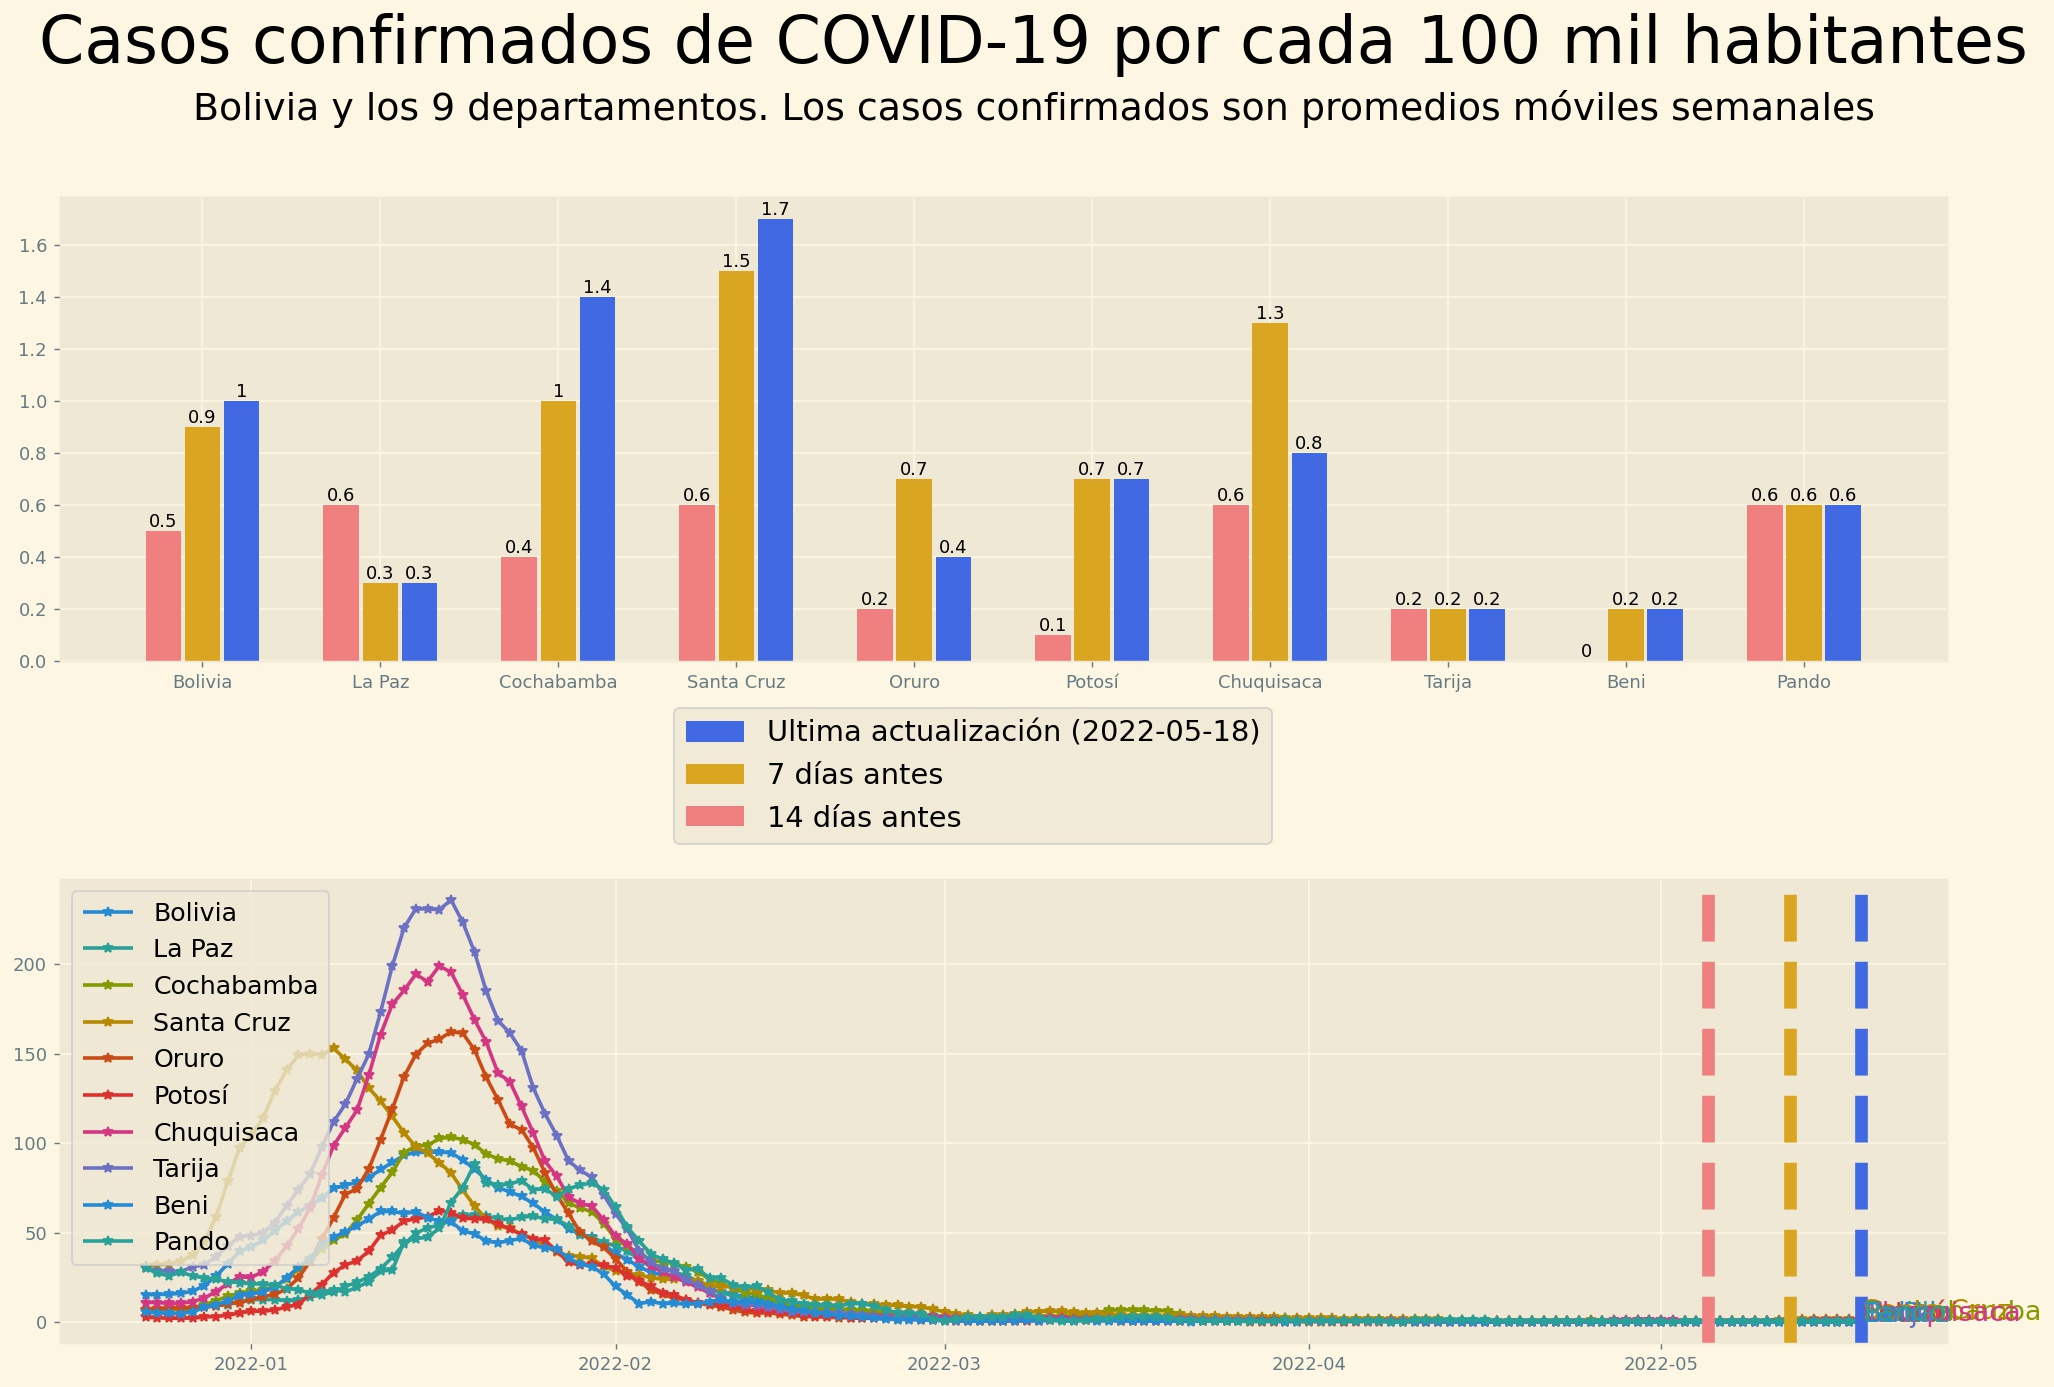 Casos confirmados de COVID-19 por cada 100 mil habitantes
Bolivia y los 9 departamentos. Los casos confirmados son promedios móviles semanales
1.6
1.4
1.2
1.0
0.8
0.6
0.4
0.2
0.0
0.5 0.9 1
0.6 0.3 0.3
0.4 1 1.4
0.6 1.5 1.7
0.2 0.7 0.4
0.1 0.7 0.7
0.6 1.3 0.8
0.2 0.2 0.2
0 0.2 0.2
0.6 0.6 0.6
Bolivia La Paz Cochabamba Santa Cruz Oruro Potosí Chuquisaca Tarija Beni Pando
Ultima actualización (2022-05-18)
7 días antes
14 días antes
200
150
100
50
0
Bolivia
La Paz
Cochabamba
Santa Cruz
Oruro
Potosí
Chuquisaca
Tarija
Beni
Pando
2022-01 2022-02 2022-03 2022-04 2022-05